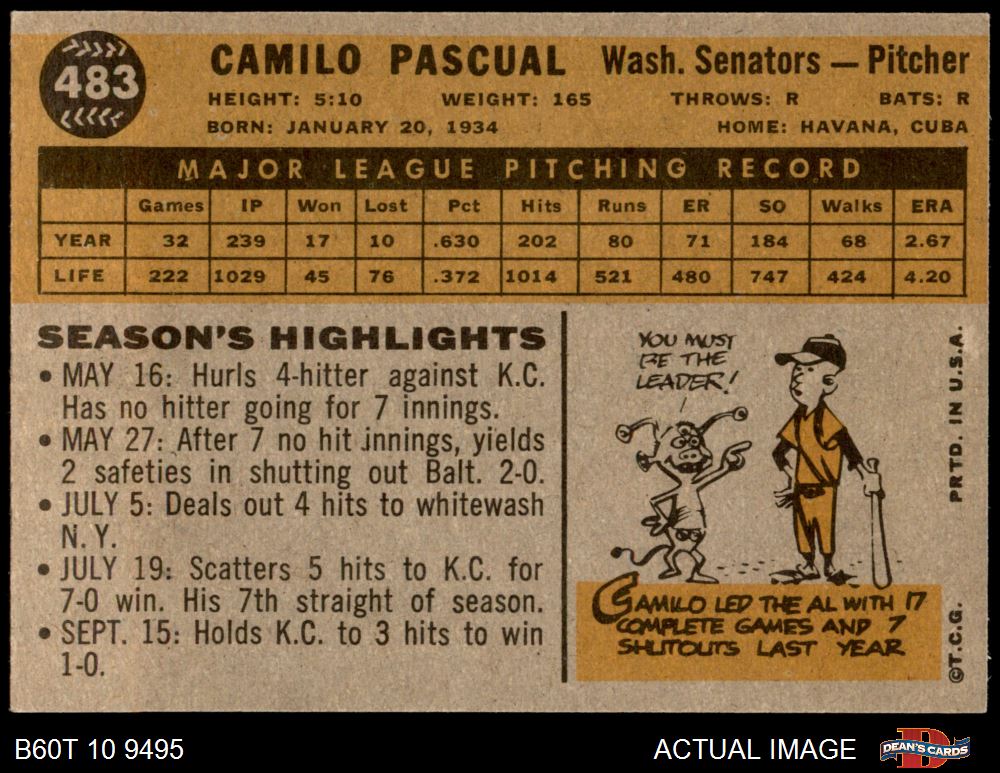 483
CAMILO PASCUAL Wash. Senators — Pitcher
HEIGHT: 5:10 WEIGHT: 165 THROWS: R BATS: R
BORN: JANUARY 20, 1934 HOME: HAVANA, CUBA
MAJOR LEAGUE PITCHING RECORD
Games IP Won Lost Pct Hits Runs ER SO Walks ERA
YEAR 32 239 17 10 .630 202 80 71 184 68 2.67
LIFE 222 1029 45 76 .372 1014 521 480 747 424 4.20
SEASON'S HIGHLIGHTS
• MAY 16: Hurls 4-hitter against K.C.
Has no hitter going for 7 innings.
• MAY 27: After 7 no hit innings, yields
2 safeties in shutting out Balt. 2-0.
• JULY 5: Deals out 4 hits to whitewash
N.Y.
• JULY 19: Scatters 5 hits to K.C. for
7-0 win. His 7th straight of season.
• SEPT. 15: Holds K.C. to 3 hits to win
1-0.
YOU MUST
BE THE
LEADER!
CAMILO LED THE AL WITH 17
COMPLETE GAMES AND 7
SHUTOUTS LAST YEAR
©T.C.G. PRTD. IN U.S.A.
B60T 10 9495 ACTUAL IMAGE DEAN'S CARDS